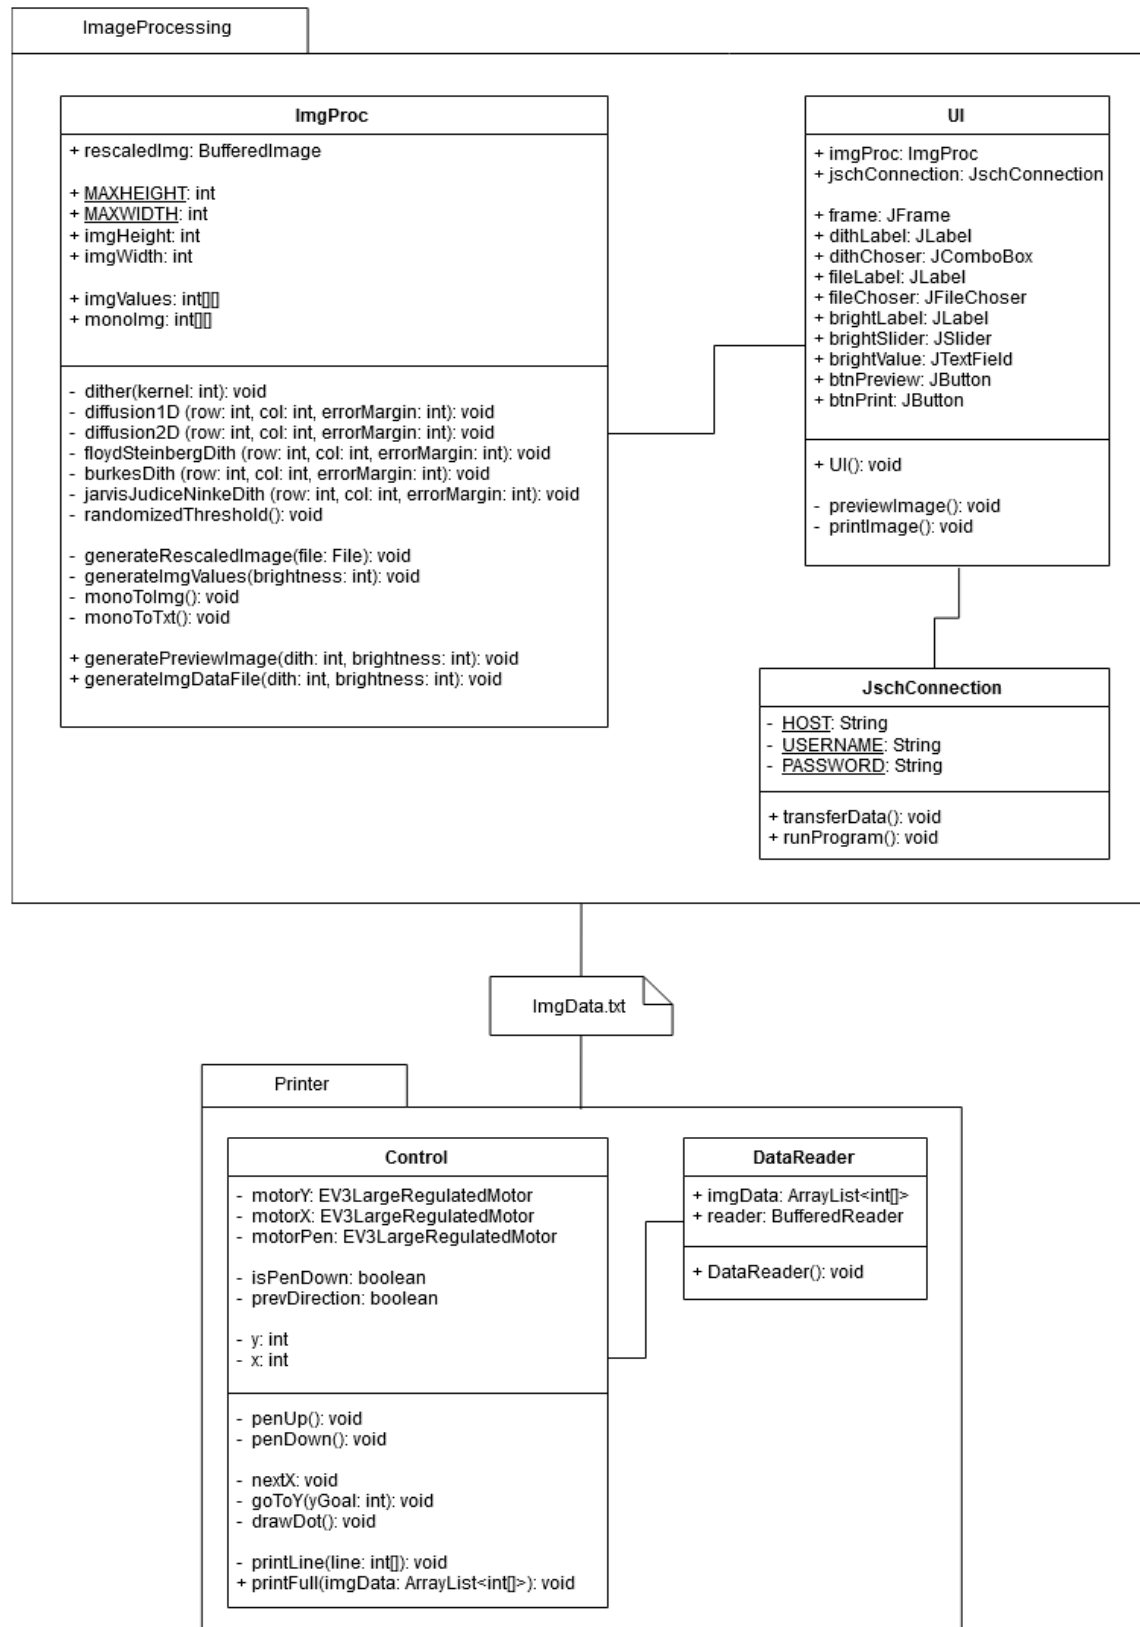 ImageProcessing
ImgProc
+ rescaledImg: BufferedImage
+ MAXHEIGHT: int
+ MAXWIDTH: int
+ imgHeight: int
+ imgWidth: int
+ imgValues: int[][]
+ monoImg: int[][]
- dither(kernel: int): void
- diffusion1D (row: int, col: int, errorMargin: int): void
- diffusion2D (row: int, col: int, errorMargin: int): void
- floydSteinbergDith (row: int, col: int, errorMargin: int): void
- burkesDith (row: int, col: int, errorMargin: int): void
- jarvisJudiceNinkeDith (row: int, col: int, errorMargin: int): void
- randomizedThreshold(): void
- generateRescaledImage(file: File): void
- generateImgValues(brightness: int): void
- monoToImg(): void
- monoToTxt(): void
+ generatePreviewImage(dith: int, brightness: int): void
+ generateImgDataFile(dith: int, brightness: int): void
UI
+ imgProc: ImgProc
+ jschConnection: JschConnection
+ frame: JFrame
+ dithLabel: JLabel
+ dithChoser: JComboBox
+ fileLabel: JLabel
+ fileChoser: JFileChoser
+ brightLabel: JLabel
+ brightSlider: JSlider
+ brightValue: JTextField
+ btnPreview: JButton
+ btnPrint: JButton
+ UI(): void
- previewImage(): void
- printImage(): void
JschConnection
- HOST: String
- USERNAME: String
- PASSWORD: String
+ transferData(): void
+ runProgram(): void
ImgData.txt
Printer
Control
- motorY: EV3LargeRegulatedMotor
- motorX: EV3LargeRegulatedMotor
- motorPen: EV3LargeRegulatedMotor
- isPenDown: boolean
- prevDirection: boolean
- y: int
- x: int
- penUp(): void
- penDown(): void
- nextX: void
- goToY(yGoal: int): void
- drawDot(): void
- printLine(line: int[]): void
+ printFull(imgData: ArrayList<int[]>): void
DataReader
+ imgData: ArrayList<int[]>
+ reader: BufferedReader
+ DataReader(): void